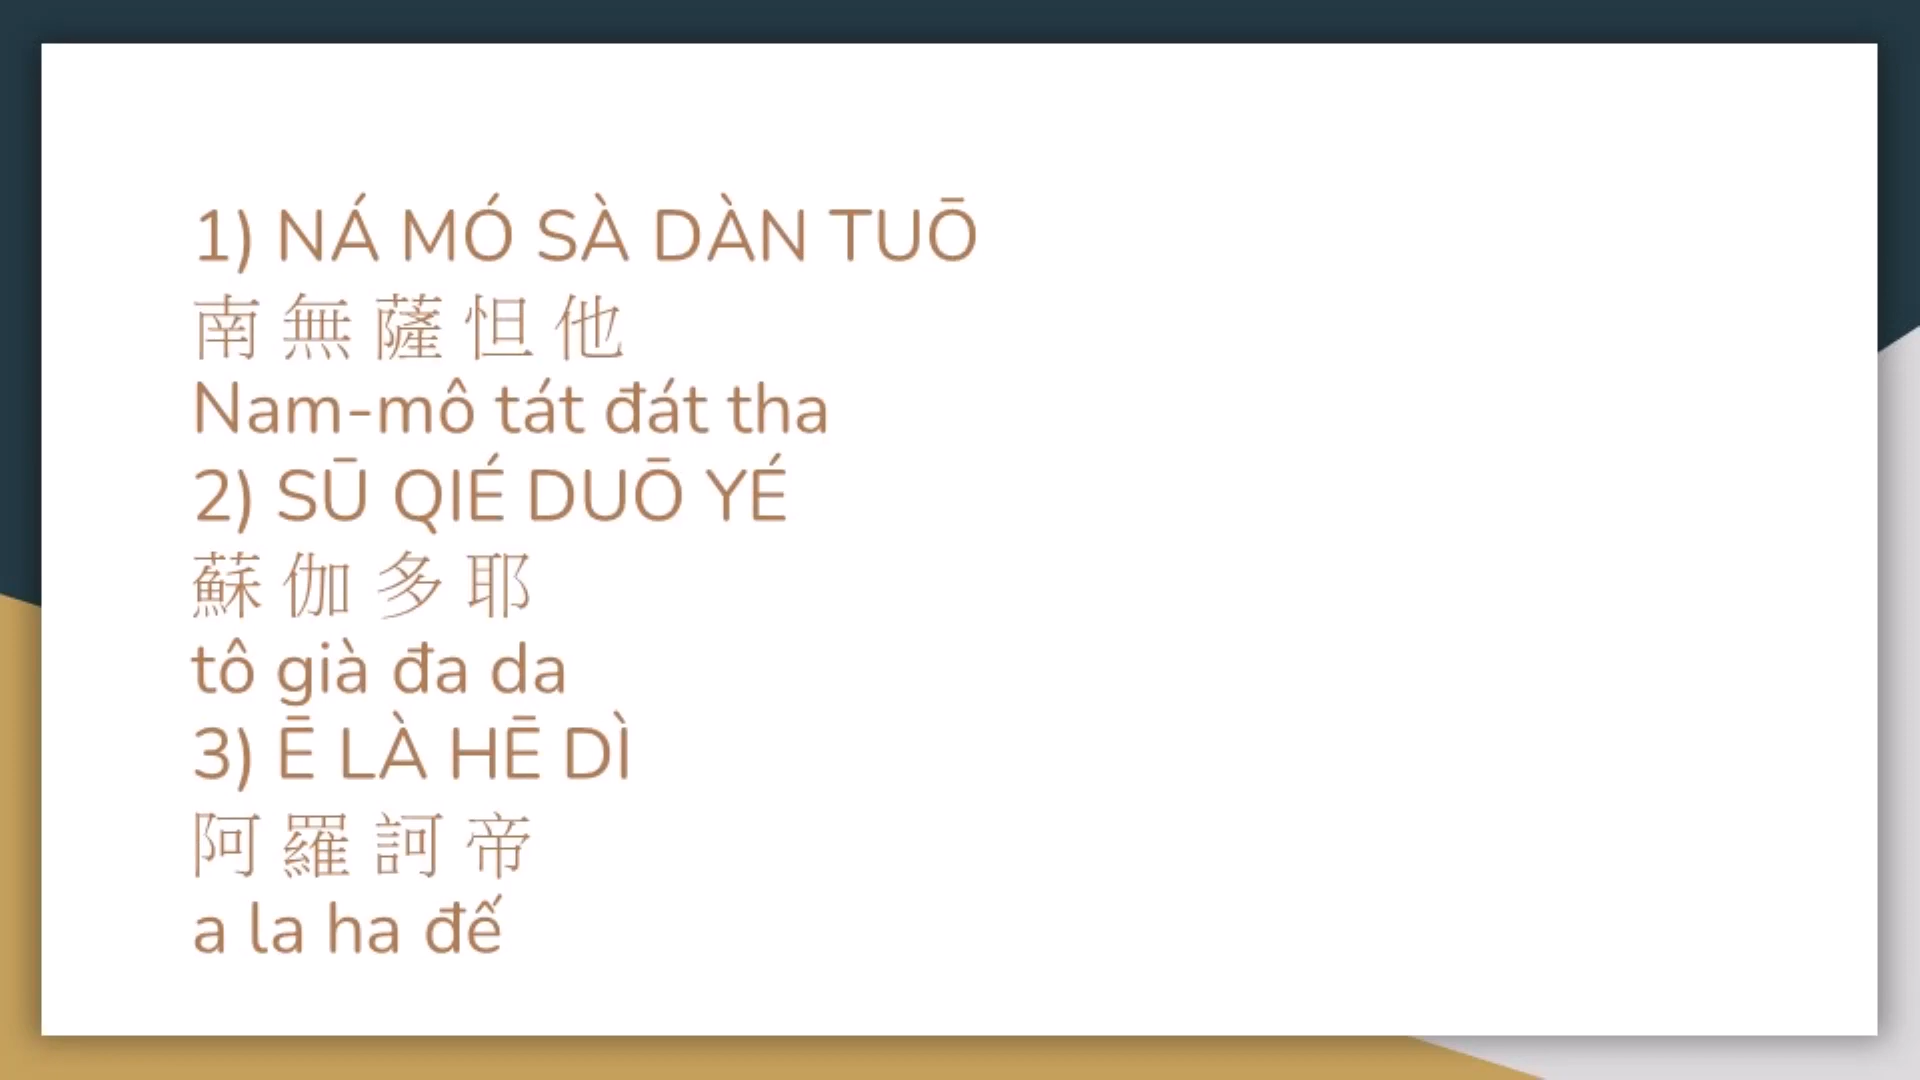 1) NÁ MÓ SÀ DÀN TUŌ
南 無 薩 怛 他
Nam-mô tát đát tha
2) SŪ QIÉ DUŌ YÉ
蘇 伽 多 耶
tô già đa da
3) Ē LÀ HĒ DÌ
阿 羅 訶 帝
a la ha đế